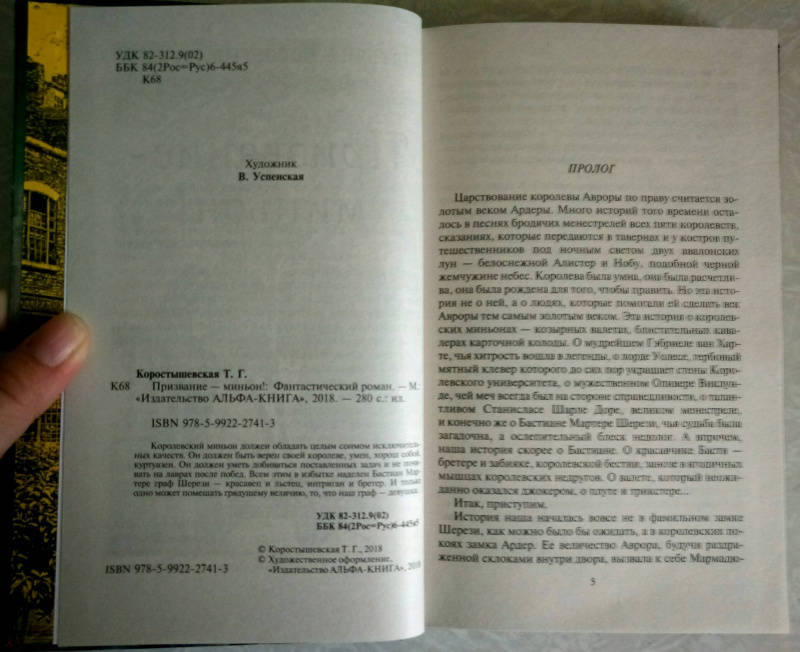 УДК 82-312.9(02)
ББК 84(2Рос=Рус)6-445я5
К68
Художник
В. Успенская
Коростышевская Т. Г.
К68 Призвание — миньон!: Фантастический роман. — М.:
«Издательство АЛЬФА-КНИГА», 2018. — 280 с.: ил.
ISBN 978-5-9922-2741-3
Королевский миньон должен обладать целым сонмом исключитель-
ных качеств. Он должен быть верен своей королеве, умен, хорош собой,
куртуазен. Он должен уметь добиваться поставленных задач и не почи-
вать на лаврах после побед. Всем этим в избытке наделен Бастиан Мар-
тере граф Шерези — красавец и льстец, интриган и бретер. И только
одно может помешать грядущему величию, то, что наш граф — девушка.
УДК 82-312.9(02)
ББК 84(2Рос=Рус)6-445я5
© Коростышевская Т. Г., 2018
© Художественное оформление,
ISBN 978-5-9922-2741-3 «Издательство АЛЬФА-КНИГА», 2018
ПРОЛОГ
Царствование королевы Авроры по праву считается зо-
лотым веком Ардеры. Много историй того времени оста-
лось в песнях бродячих менестрелей всех пяти королевств,
сказаниях, которые передаются в тавернах и у костров пу-
тешественников под ночным светом двух авалонских
лун — белоснежной Алистер и Нобу, подобной черной
жемчужине небес. Королева была умна, она была расчетли-
ва, она была рождена для того, чтобы править. Но эта исто-
рия не о ней, а о людях, которые помогали ей сделать век
Авроры тем самым золотым веком. Эта история о королев-
ских миньонах — козырных валетах, блистательных кава-
лерах карточной колоды. О мудрейшем Гэбриеле ван Хар-
те, чья хитрость вошла в легенды, о лорде Уолесе, гербовый
мятный клевер которого до сих пор украшает стены Коро-
левского университета, о мужественном Оливере Виклун-
де, чей меч всегда был на стороне справедливости, о талан-
тливом Станисласе Шарле Доре, великом менестреле,
и конечно же о Бастиане Мартере Шерези, чья судьба была
загадочна, а ослепительный блеск недолог. А впрочем,
наша история скорее о Бастиане. О красавчике Басти —
бретере и забияке, королевской бестии, занозе в ягодичных
мышцах королевских недругов. О валете, который неожи-
данно оказался джокером, о плуте и трикстере...
Итак, приступим.
История наша началась вовсе не в фамильном замке
Шерези, как можно было бы ожидать, а в королевских по-
коях замка Ардер. Ее величество Аврора, будучи раздра-
женной склоками внутри двора, вызвала к себе Мармадю-
5